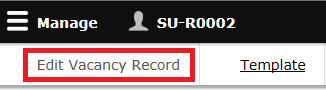 Manage SU-R0002
Edit Vacancy Record Template